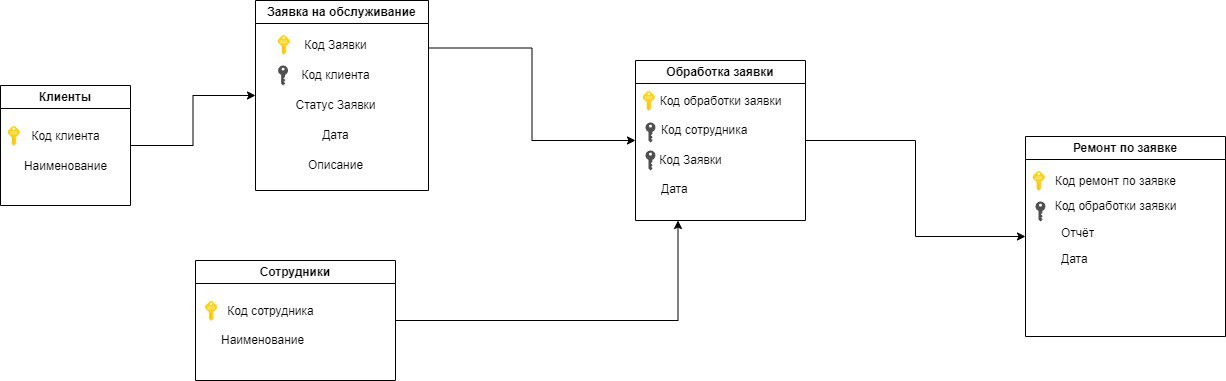 Клиенты
Код клиента
Наименование
Заявка на обслуживание
Код Заявки
Код клиента
Статус Заявки
Дата
Описание
Сотрудники
Код сотрудника
Наименование
Обработка заявки
Код обработки заявки
Код сотрудника
Код Заявки
Дата
Ремонт по заявке
Код ремонт по заявке
Код обработки заявки
Отчёт
Дата